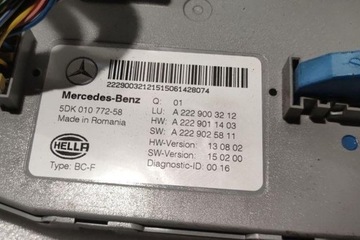 2229003212151506142​8074
Mercedes-Benz
Q: 01
5DK 010 772-58
LU: A 222 900 32 12
Made in Romania
HW: A 222 901 14 03
SW: A 222 902 58 11
HELLA
HW-Version: 13 08 02
SW-Version: 15 02 00
Type: BC-F
Diagnostic-ID: 00 16